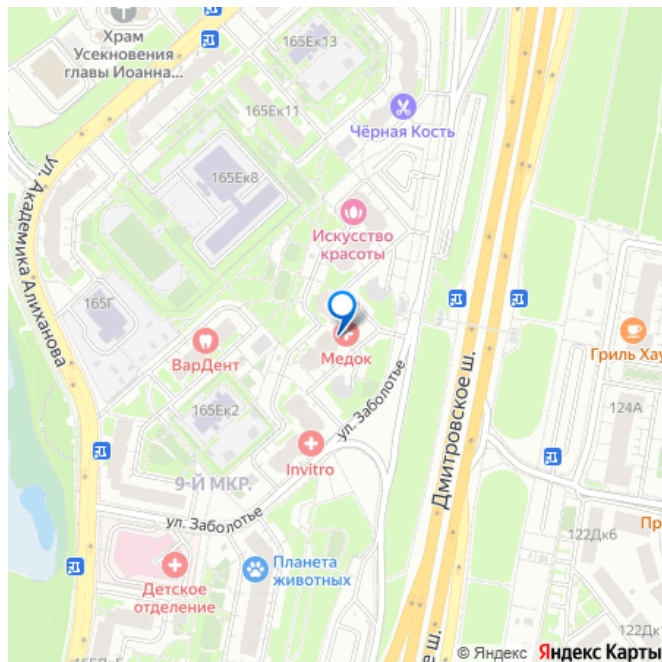 Храм
Усекновения
главы Иоанна...
165Ек13
165Ек11
Чёрная Кость
165Ек8
ул. Академика Алиханова
Искусство
красоты
165Г
ВарДент
Медок
Гриль Хау
124А
165Ек2
ул. Заболотье
Дмитровское ш.
Invitro
9-Й МКР.
ул. Заболотье
122Дк6
Пр
Планета
животных
Детское
отделение
122Дк
ш.
© Яндекс Яндекс Карты